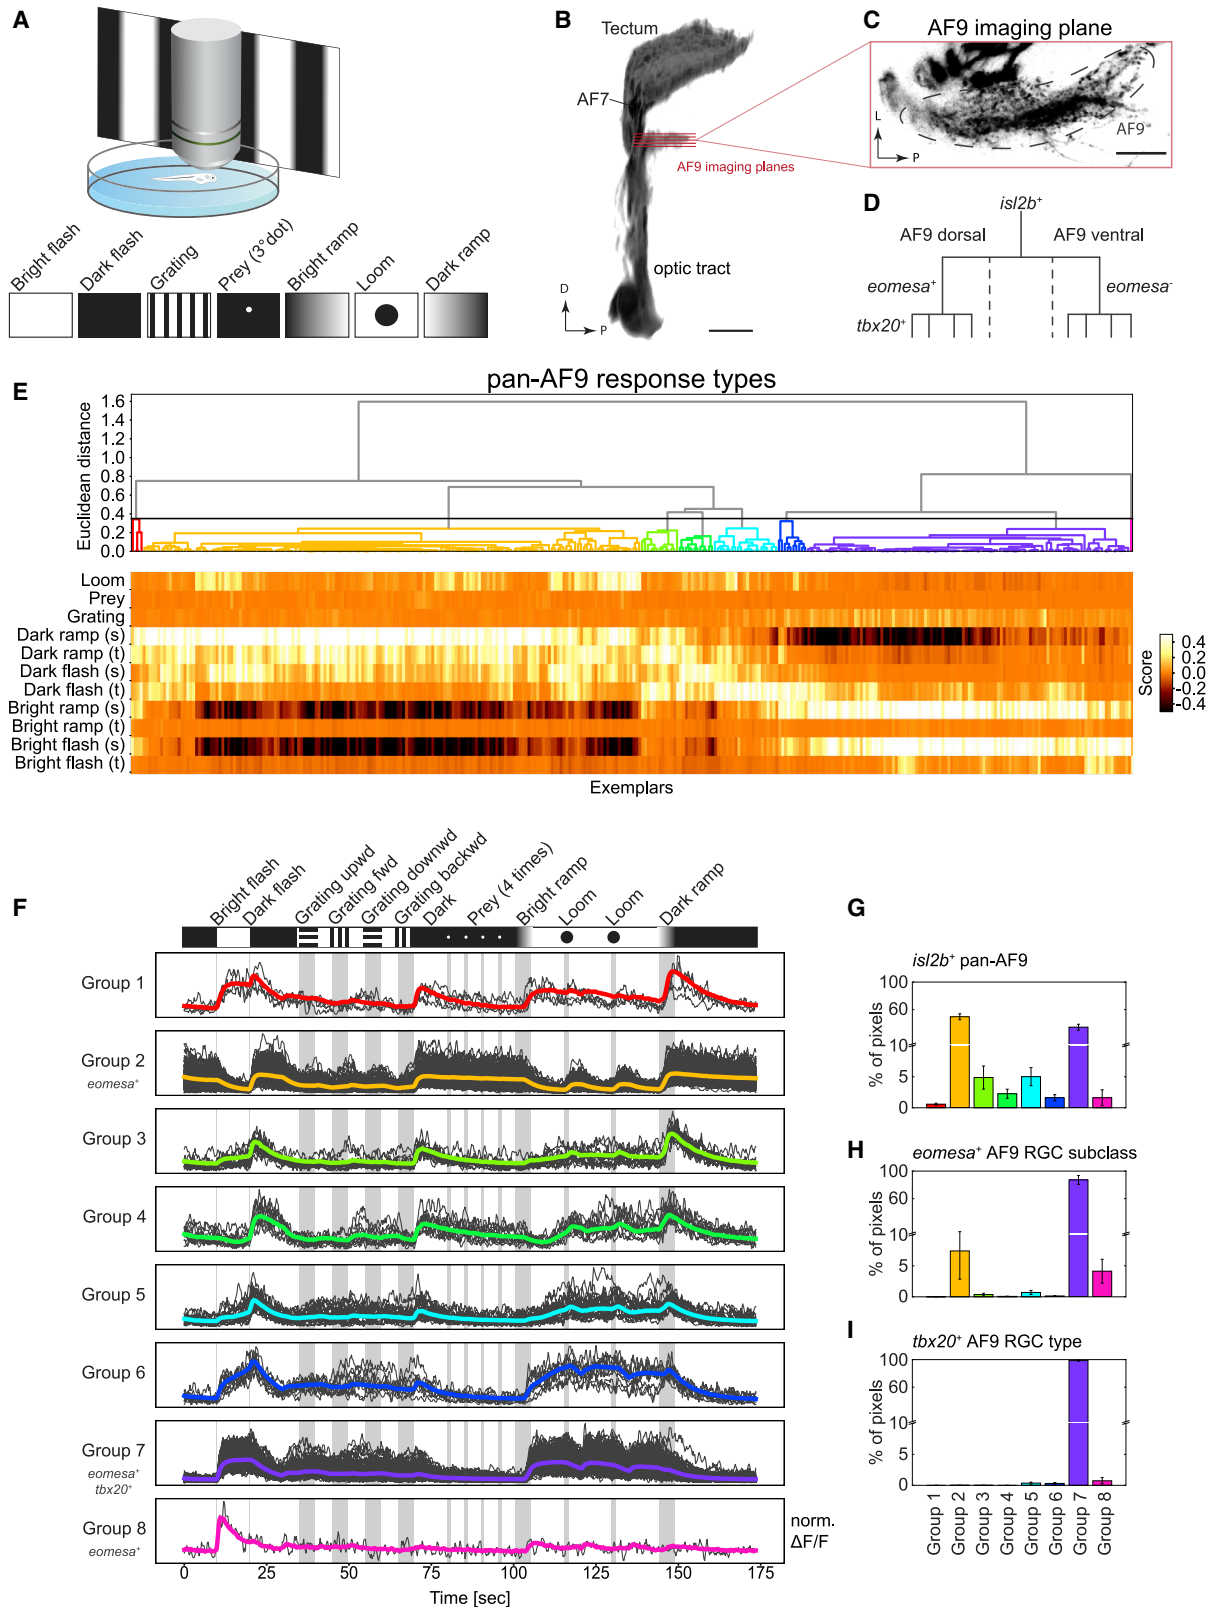 A
Bright flash
Dark flash
Grating
Prey (3°dot)
Bright ramp
Loom
Dark ramp
B
Tectum
AF7
AF9 imaging planes
optic tract
D
P
C
AF9 imaging plane
L
P
AF9
D
isl2b+
AF9 dorsal
AF9 ventral
eomesa+
eomesa-
tbx20+
E
pan-AF9 response types
Euclidean distance
1.6
1.4
1.2
1.0
0.8
0.6
0.4
0.2
0.0
Loom
Prey
Grating
Dark ramp (s)
Dark ramp (t)
Dark flash (s)
Dark flash (t)
Bright ramp (s)
Bright ramp (t)
Bright flash (s)
Bright flash (t)
Exemplars
Score
0.4
0.2
0.0
-0.2
-0.4
F
Bright flash
Dark flash
Grating upwd
Grating fwd
Grating downwd
Grating backwd
Dark
Prey (4 times)
Bright ramp
Loom
Loom
Dark ramp
Group 1
Group 2
eomesa+
Group 3
Group 4
Group 5
Group 6
Group 7
eomesa+
tbx20+
Group 8
eomesa+
norm.
ΔF/F
0
25
50
75
100
125
150
175
Time [sec]
G
isl2b+ pan-AF9
% of pixels
100
60
10
5
0
H
eomesa+ AF9 RGC subclass
% of pixels
100
60
10
5
0
I
tbx20+ AF9 RGC type
% of pixels
100
60
10
5
0
Group 1
Group 2
Group 3
Group 4
Group 5
Group 6
Group 7
Group 8